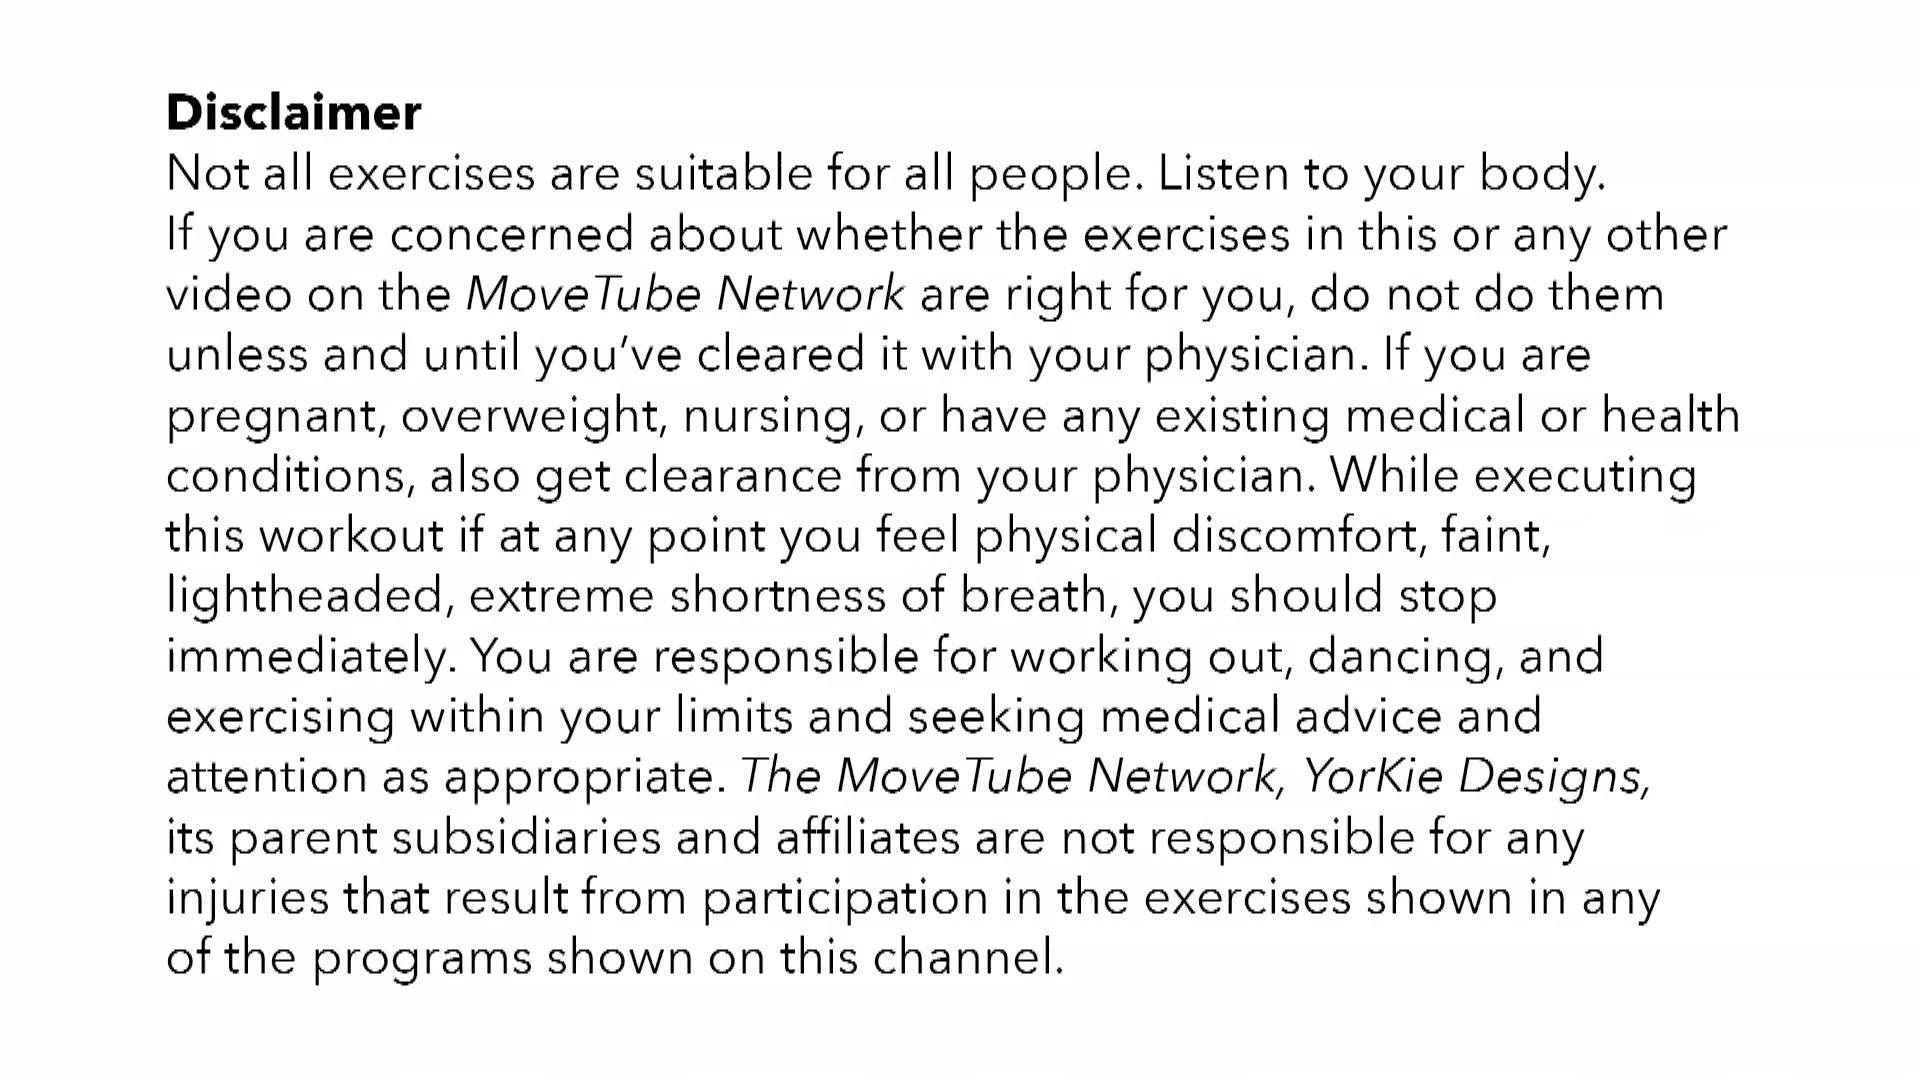 Disclaimer
Not all exercises are suitable for all people. Listen to your body.
If you are concerned about whether the exercises in this or any other
video on the MoveTube Network are right for you, do not do them
unless and until you’ve cleared it with your physician. If you are
pregnant, overweight, nursing, or have any existing medical or health
conditions, also get clearance from your physician. While executing
this workout if at any point you feel physical discomfort, faint,
lightheaded, extreme shortness of breath, you should stop
immediately. You are responsible for working out, dancing, and
exercising within your limits and seeking medical advice and
attention as appropriate. The MoveTube Network, YorKie Designs,
its parent subsidiaries and affiliates are not responsible for any
injuries that result from participation in the exercises shown in any
of the programs shown on this channel.